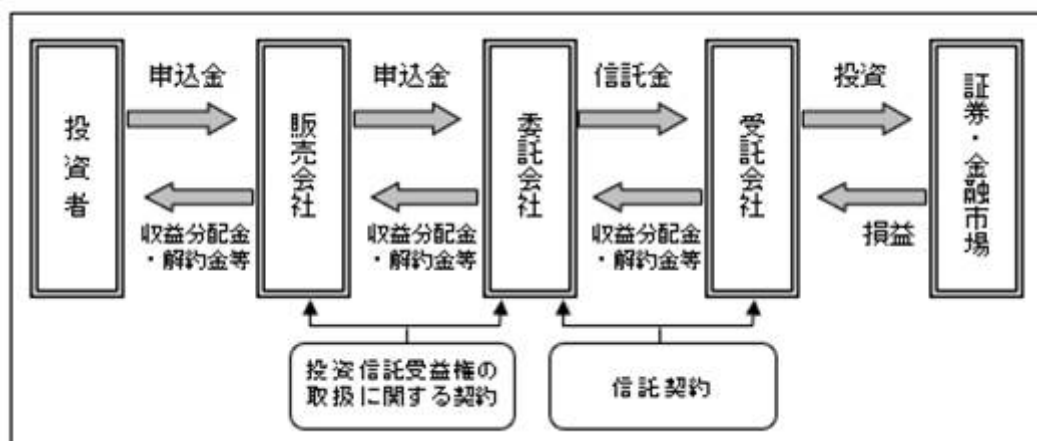 申込金
申込金
信託金
投資
投資者
販売会社
委託会社
受託会社
証券・金融市場
収益分配金
・解約金等
収益分配金
・解約金等
収益分配金
・解約金等
損益
投資信託受益権の
取扱に関する契約
信託契約